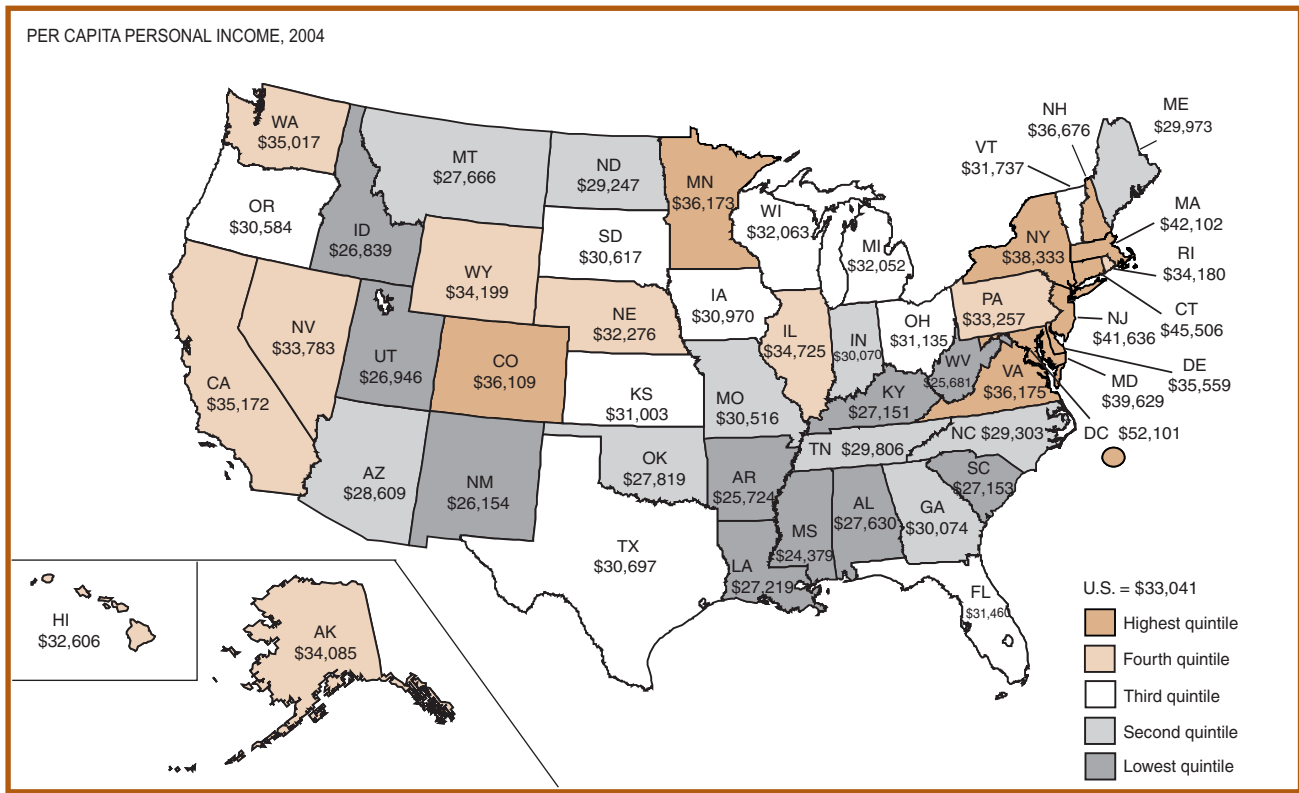 PER CAPITA PERSONAL INCOME, 2004
WA
$35,017
OR
$30,584
CA
$35,172
NV
$33,783
ID
$26,839
MT
$27,666
WY
$34,199
UT
$26,946
AZ
$28,609
CO
$36,109
NM
$26,154
ND
$29,247
SD
$30,617
NE
$32,276
KS
$31,003
OK
$27,819
TX
$30,697
MN
$36,173
IA
$30,970
MO
$30,516
AR
$25,724
LA
$27,219
WI
$32,063
IL
$34,725
MI
$32,052
IN
$30,070
OH
$31,135
KY
$27,151
TN $29,806
MS
$24,379
AL
$27,630
GA
$30,074
FL
$31,460
SC
$27,153
NC $29,303
VA
$36,175
WV
$25,681
PA
$33,257
NY
$38,333
VT
$31,737
NH
$36,676
ME
$29,973
MA
$42,102
RI
$34,180
CT
$45,506
NJ
$41,636
DE
$35,559
MD
$39,629
DC $52,101
HI
$32,606
AK
$34,085
U.S. = $33,041
Highest quintile
Fourth quintile
Third quintile
Second quintile
Lowest quintile